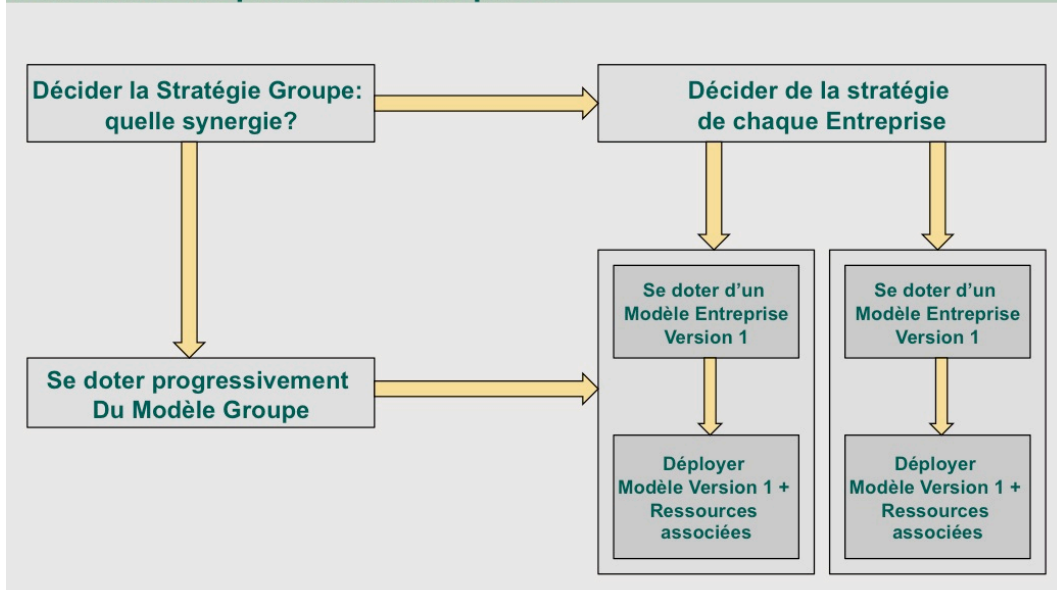 Décider la Stratégie Groupe:
quelle synergie?
Décider de la stratégie
de chaque Entreprise
Se doter d’un
Modèle Entreprise
Version 1
Se doter d’un
Modèle Entreprise
Version 1
Se doter progressivement
Du Modèle Groupe
Déployer
Modèle Version 1 +
Ressources
associées
Déployer
Modèle Version 1 +
Ressources
associées